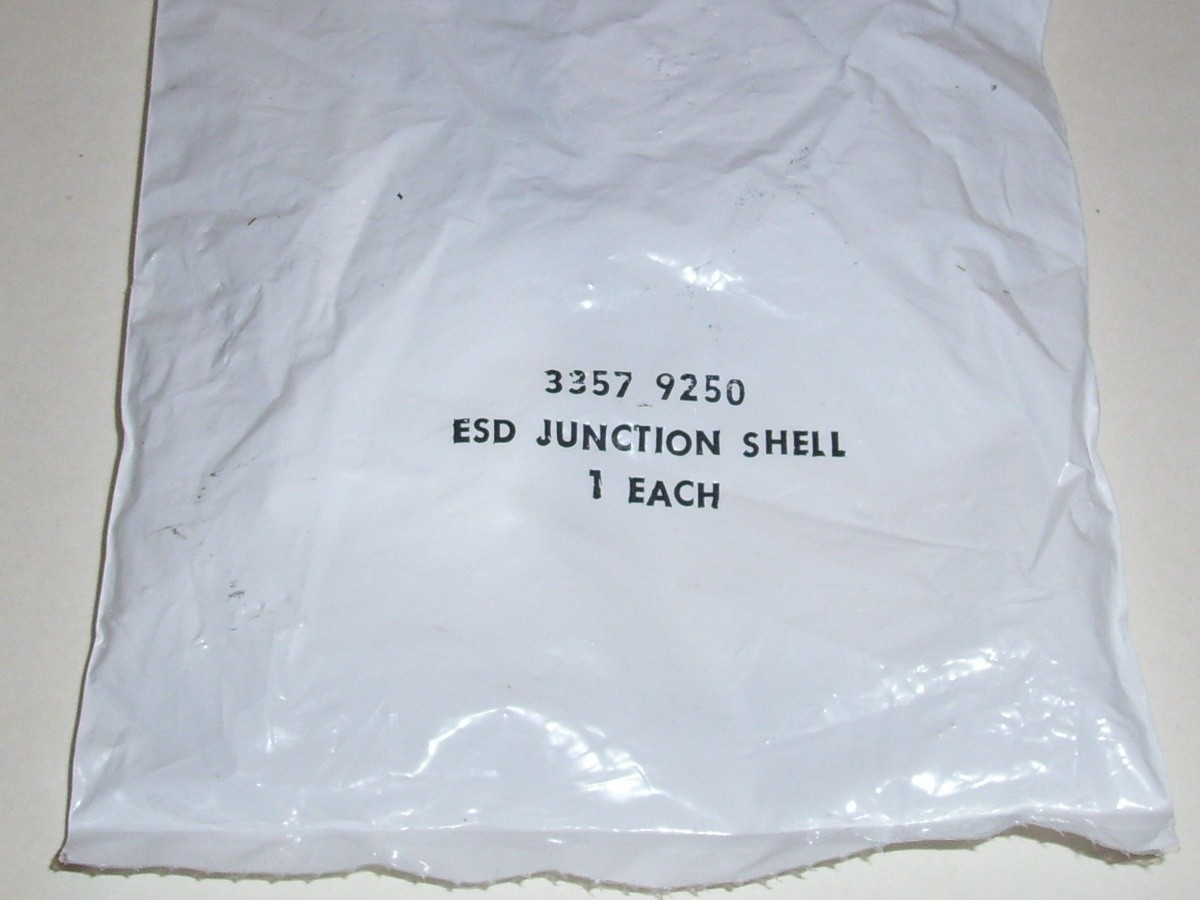 3357 9250
ESD JUNCTION SHELL
1 EACH